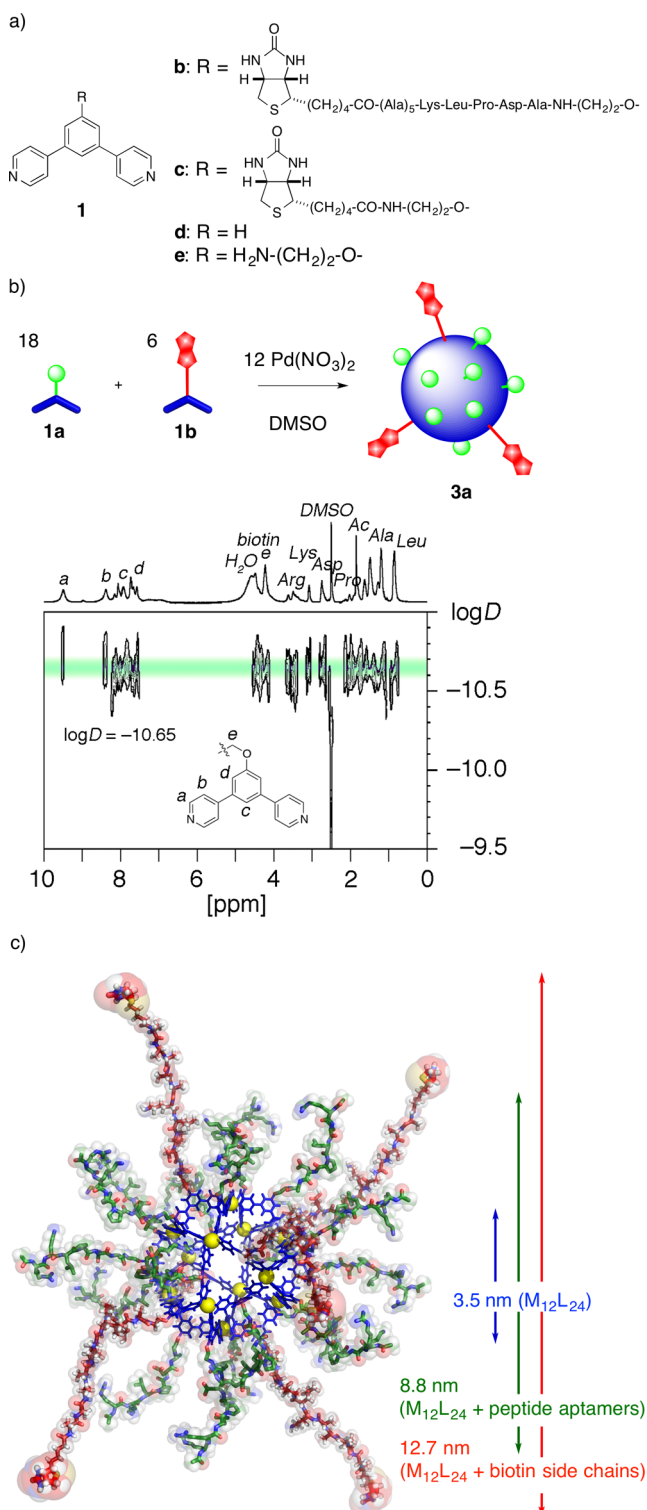 a)
R
N
N
1
b: R =
O
HN
NH
H
H
S
(CH2)4-CO-(Ala)5-Lys-Leu-Pro-Asp-Ala-NH-(CH2)2-O-
c: R =
O
HN
NH
H
H
S
(CH2)4-CO-NH-(CH2)2-O-
d: R = H
e: R = H2N-(CH2)2-O-
b)
18
6
+
1a
1b
12 Pd(NO3)2
DMSO
3a
a
b
c
d
H2O
biotin
e
Arg
Lys
Asp
DMSO
Pro
Ac
Ala
Leu
logD
−10.5
−10.0
−9.5
logD = −10.65
e
O
d
b
a
c
N
N
10 8 6 4 2 0
[ppm]
c)
3.5 nm (M12L24)
8.8 nm
(M12L24 + peptide aptamers)
12.7 nm
(M12L24 + biotin side chains)